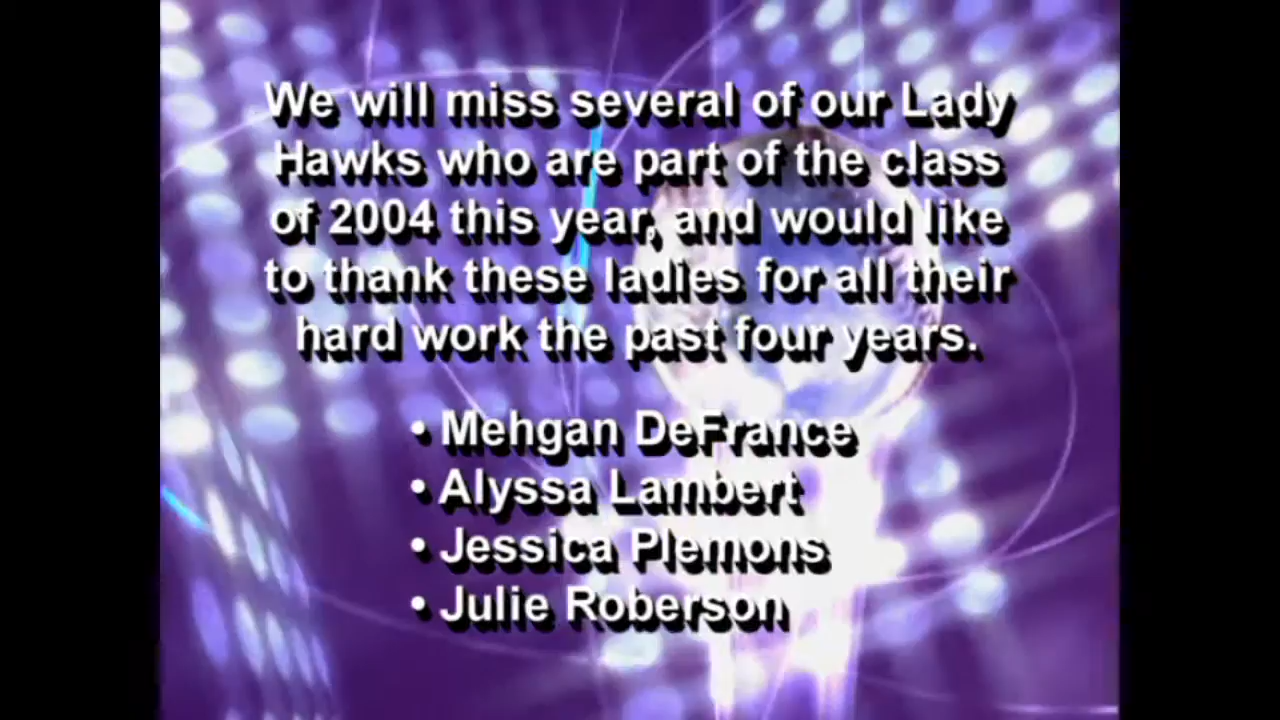 We will miss several of our Lady
Hawks who are part of the class
of 2004 this year, and would like
to thank these ladies for all their
hard work the past four years.
• Mehgan DeFrance
• Alyssa Lambert
• Jessica Plemons
• Julie Roberson